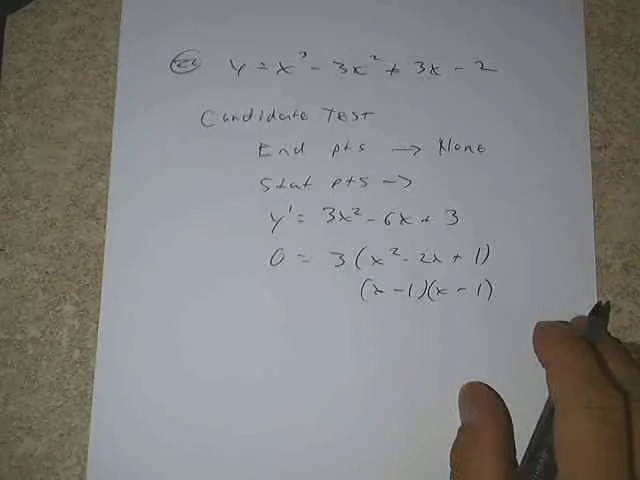 y = x³ - 3x² + 3x - 2
Candidate Test
End pts → None
Stat pts →
y' = 3x² - 6x + 3
0 = 3(x² - 2x + 1)
(x - 1)(x - 1)